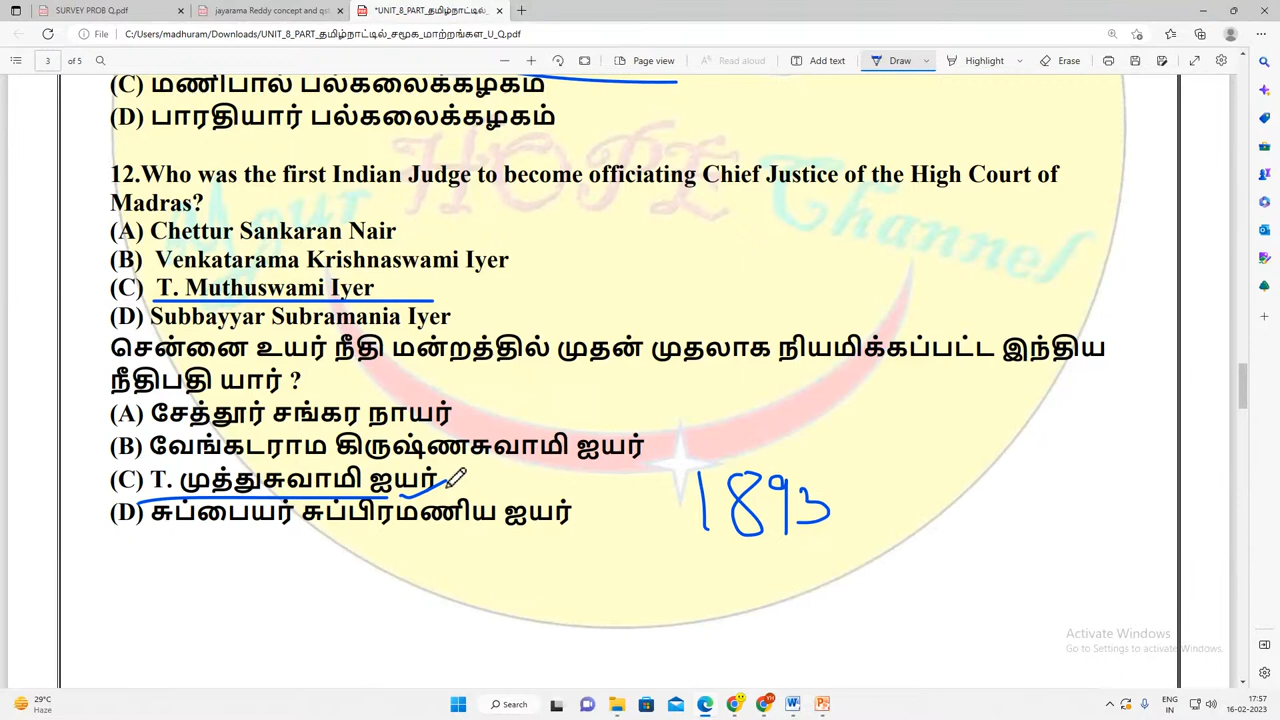 SURVEY PROB Q.pdf
jayarama Reddy concept and qst
*UNIT_8_PART_தமிழ்நாட்டில்_
File
C:/Users/madhuram/Downloads/UNIT_8_PART_தமிழ்நாட்டில்_சமூக_மாற்றங்கள_U_Q.pdf
3 of 5
Page view
Read aloud
Add text
Draw
Highlight
Erase
(C) மணிபால் பல்கலைக்கழகம்
(D) பாரதியார் பல்கலைக்கழகம்
Your HOPE Channel
12.Who was the first Indian Judge to become officiating Chief Justice of the High Court of
Madras?
(A) Chettur Sankaran Nair
(B) Venkatarama Krishnaswami Iyer
(C) T. Muthuswami Iyer
(D) Subbayyar Subramania Iyer
சென்னை உயர் நீதி மன்றத்தில் முதன் முதலாக நியமிக்கப்பட்ட இந்திய
நீதிபதி யார் ?
(A) சேத்தூர் சங்கர நாயர்
(B) வேங்கடராம கிருஷ்ணசுவாமி ஐயர்
(C) T. முத்துசுவாமி ஐயர்
(D) சுப்பையர் சுப்பிரமணிய ஐயர்
1893
Activate Windows
Go to Settings to activate Windows.
29°C
Haze
Search
ENG
IN
17:57
16-02-2023